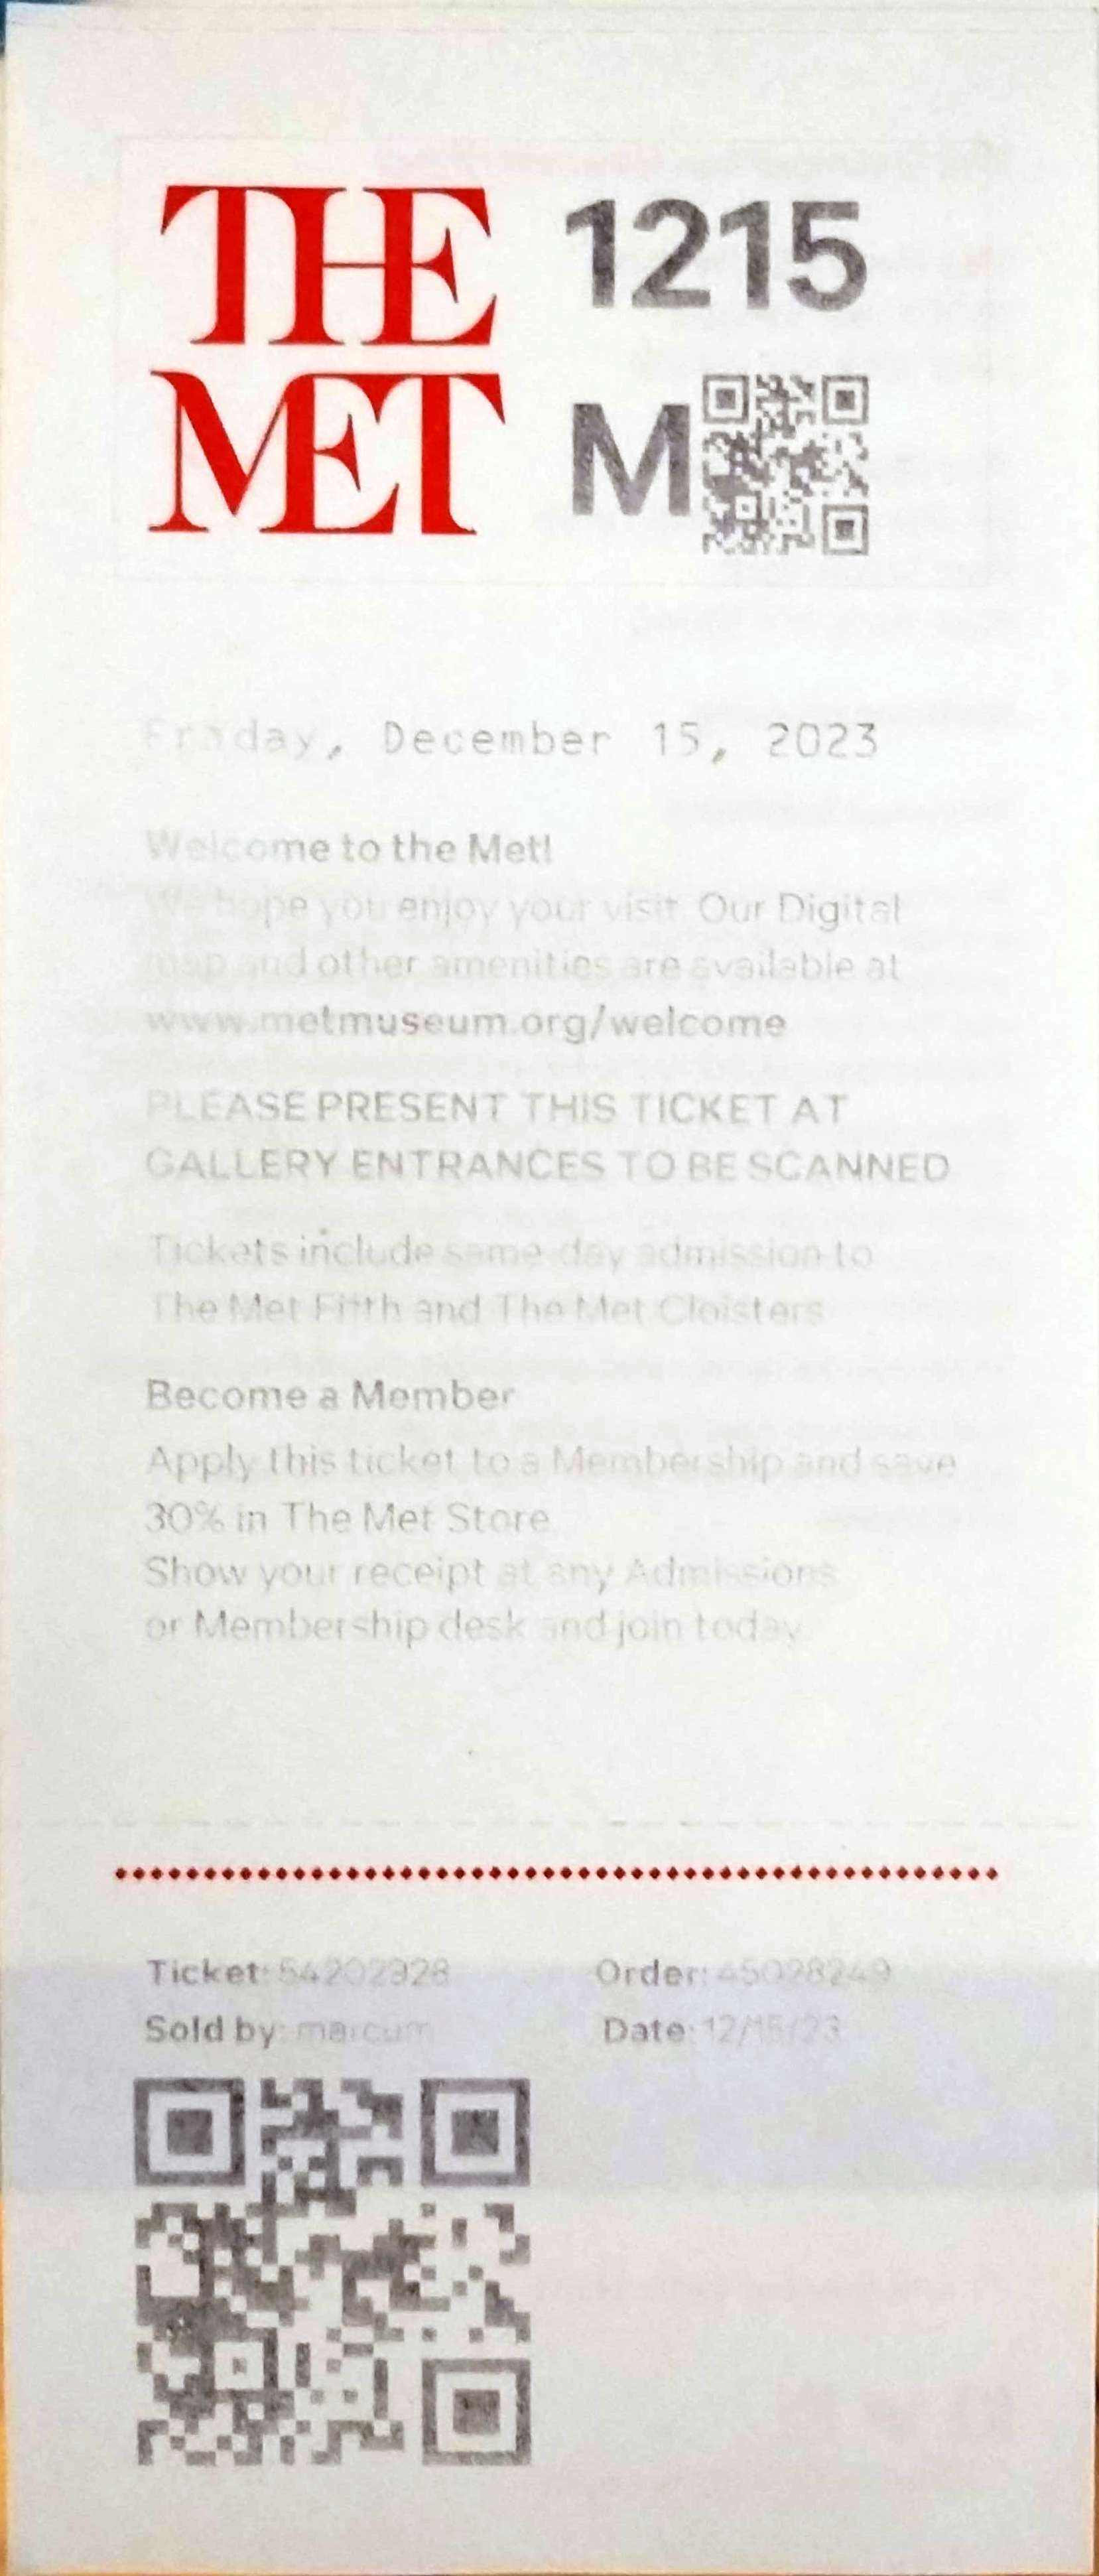 THE
MET
1215
M
Friday, December 15, 2023
Welcome to the Met!
We hope you enjoy your visit. Our Digital
map and other amenities are available at
www.metmuseum.org/welcome
PLEASE PRESENT THIS TICKET AT
GALLERY ENTRANCES TO BE SCANNED
Tickets include same-day admission to
The Met Fifth and The Met Cloisters
Become a Member
Apply this ticket to a Membership and save
30% in The Met Store
Show your receipt at any Admissions
or Membership desk and join today.
Ticket: 54202928 Order: 45028249
Sold by: marcum Date: 12/15/23